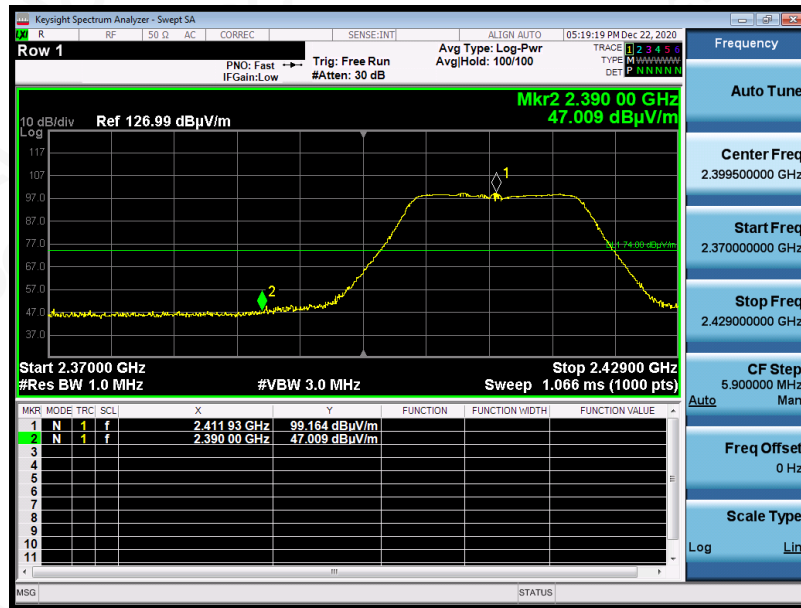 Keysight Spectrum Analyzer - Swept SA
LXI R RF 50 Ω AC CORREC SENSE:INT ALIGN AUTO 05:19:19 PM Dec 22, 2020
Row 1
PNO: Fast
IFGain:Low
Trig: Free Run
#Atten: 30 dB
Avg Type: Log-Pwr
Avg|Hold: 100/100
TRACE 1 2 3 4 5 6
TYPE M WWWWW
DET P N N N N N
Mkr2 2.390 00 GHz
47.009 dBµV/m
10 dB/div Ref 126.99 dBµV/m
Log
117
107
97.0
87.0
77.0
67.0
57.0
47.0
37.0
1
2
DL1 74.00 dBµV/m
Start 2.37000 GHz Stop 2.42900 GHz
#Res BW 1.0 MHz #VBW 3.0 MHz Sweep 1.066 ms (1000 pts)
MKR MODE TRC SCL X Y FUNCTION FUNCTION WIDTH FUNCTION VALUE
1 N 1 f 2.411 93 GHz 99.164 dBµV/m
2 N 1 f 2.390 00 GHz 47.009 dBµV/m
3
4
5
6
7
8
9
10
11
MSG STATUS
Frequency
Auto Tune
Center Freq
2.399500000 GHz
Start Freq
2.370000000 GHz
Stop Freq
2.429000000 GHz
CF Step
5.900000 MHz
Auto Man
Freq Offset
0 Hz
Scale Type
Log Lin